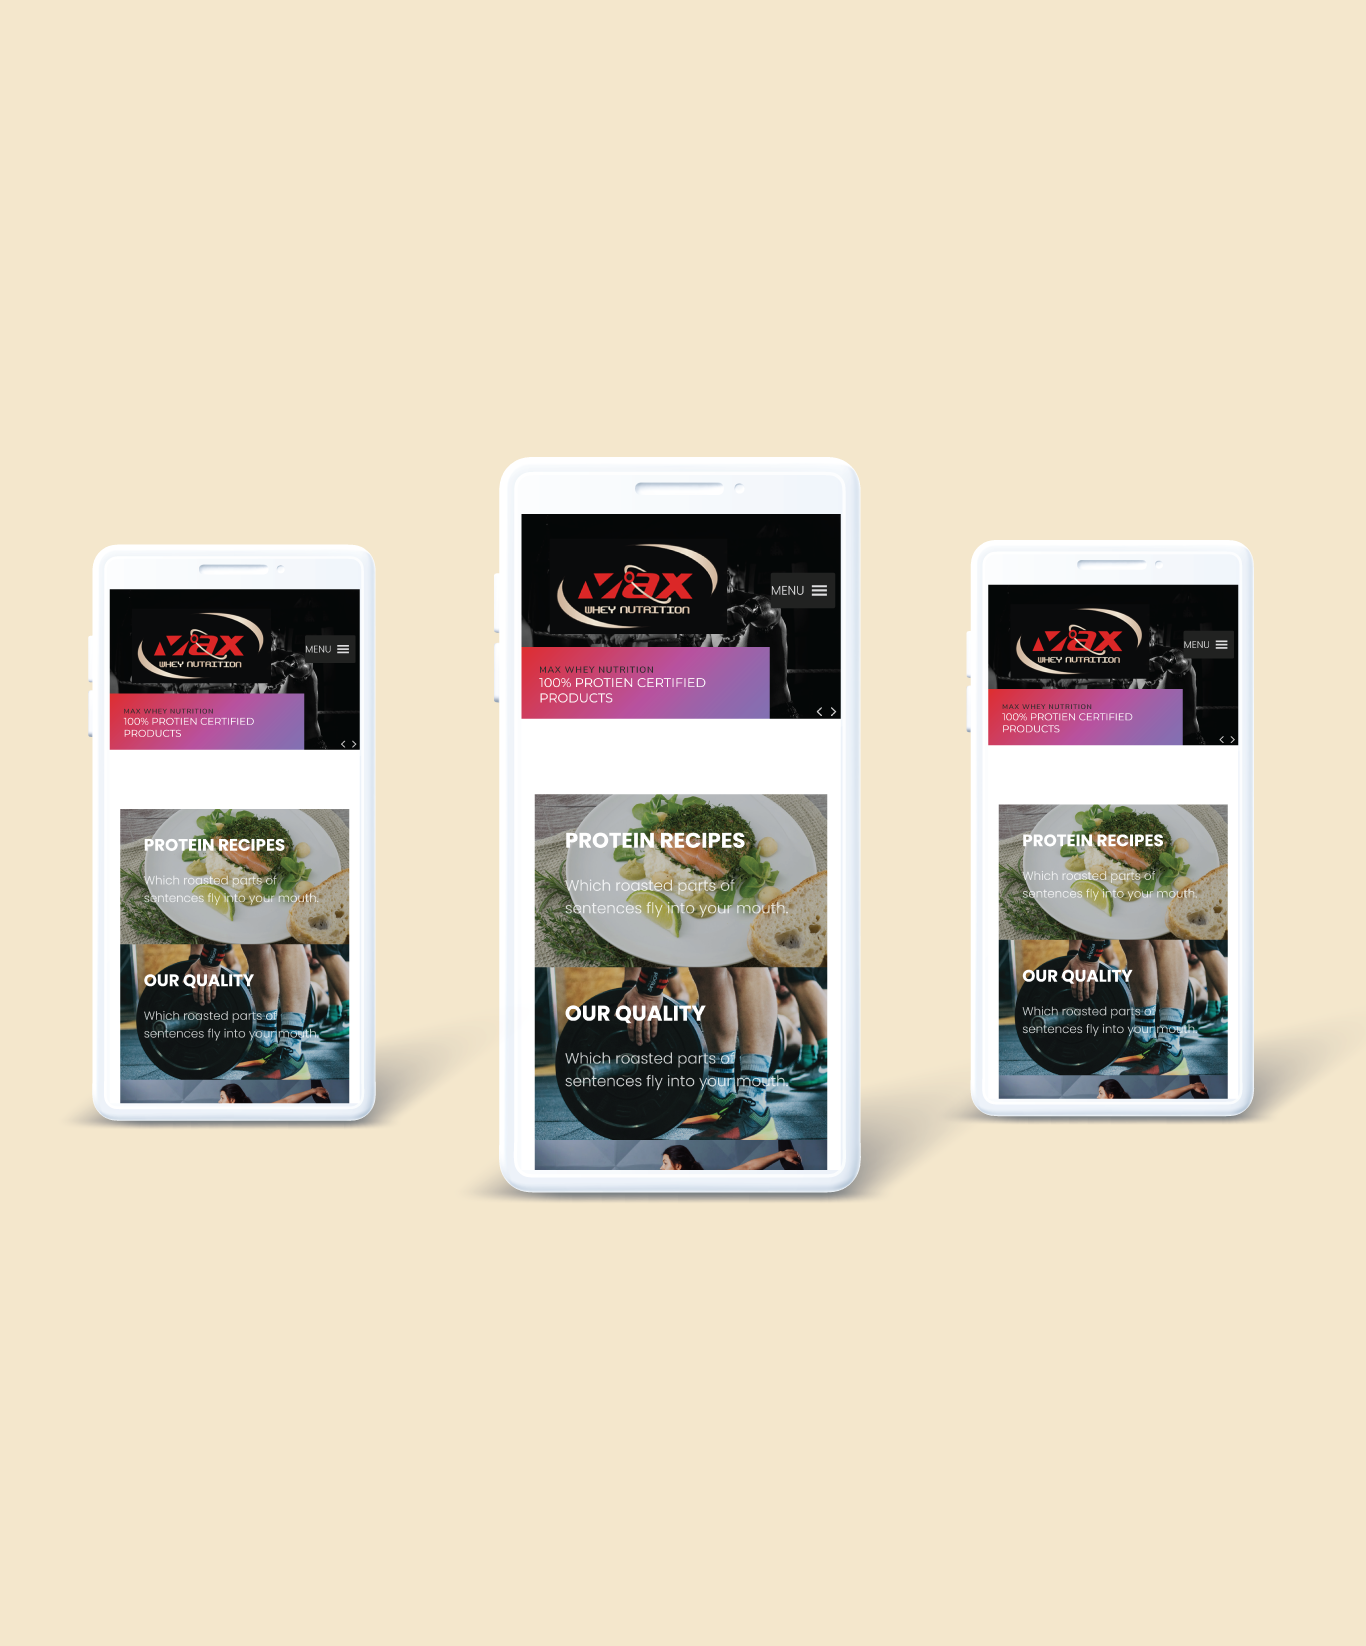 MAX
WHEY NUTRITION
MENU
MAX WHEY NUTRITION
100% PROTIEN CERTIFIED
PRODUCTS
PROTEIN RECIPES
Which roasted parts of
sentences fly into your mouth.
OUR QUALITY
Which roasted parts of
sentences fly into your mouth.
MAX
WHEY NUTRITION
MENU
MAX WHEY NUTRITION
100% PROTIEN CERTIFIED
PRODUCTS
PROTEIN RECIPES
Which roasted parts of
sentences fly into your mouth.
OUR QUALITY
Which roasted parts of
sentences fly into your mouth.
MAX
WHEY NUTRITION
MENU
MAX WHEY NUTRITION
100% PROTIEN CERTIFIED
PRODUCTS
PROTEIN RECIPES
Which roasted parts of
sentences fly into your mouth.
OUR QUALITY
Which roasted parts of
sentences fly into your mouth.